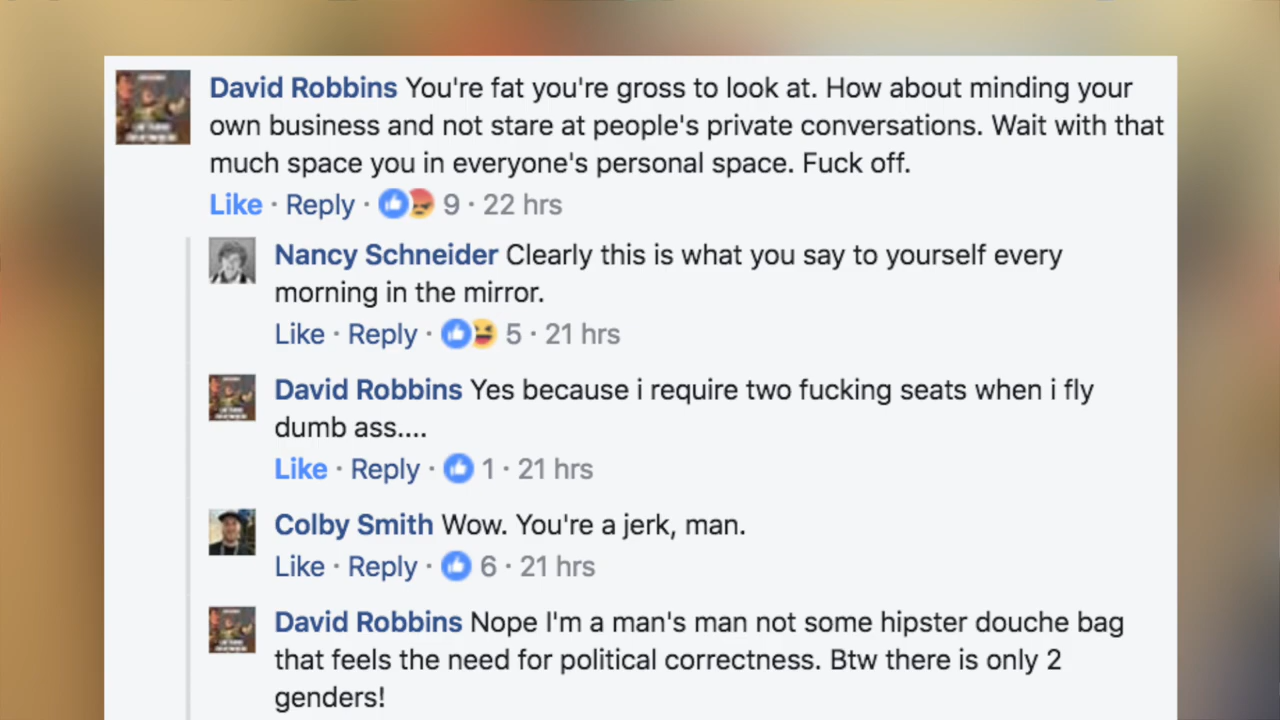 David Robbins You're fat you're gross to look at. How about minding your
own business and not stare at people's private conversations. Wait with that
much space you in everyone's personal space. Fuck off.
Like · Reply · 9 · 22 hrs
Nancy Schneider Clearly this is what you say to yourself every
morning in the mirror.
Like · Reply · 5 · 21 hrs
David Robbins Yes because i require two fucking seats when i fly
dumb ass....
Like · Reply · 1 · 21 hrs
Colby Smith Wow. You're a jerk, man.
Like · Reply · 6 · 21 hrs
David Robbins Nope I'm a man's man not some hipster douche bag
that feels the need for political correctness. Btw there is only 2
genders!